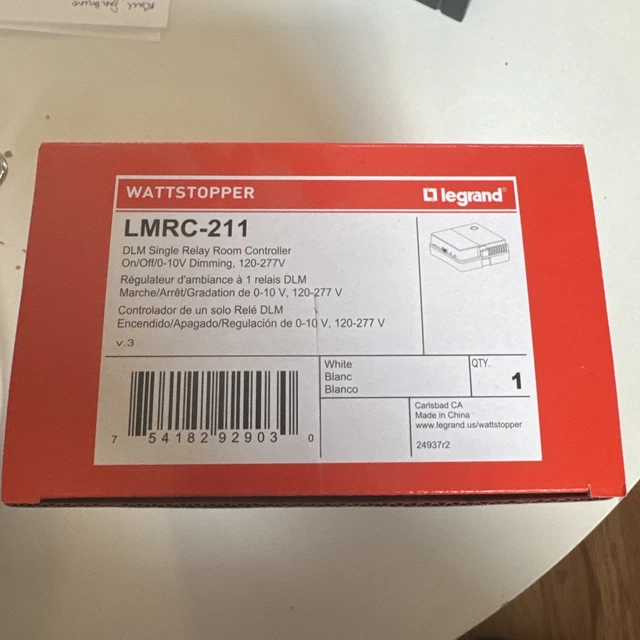 WATTSTOPPER
legrand®
LMRC-211
DLM Single Relay Room Controller
On/Off/0-10V Dimming, 120-277V
Régulateur d'ambiance à 1 relais DLM
Marche/Arrêt/Gradation de 0-10 V, 120-277 V
Controlador de un solo Relé DLM
Encendido/Apagado/Regulación de 0-10 V, 120-277 V
v.3
White
Blanc
Blanco
QTY.
1
7 54182 92903 0
Carlsbad CA
Made in China
www.legrand.us/wattstopper
24937r2